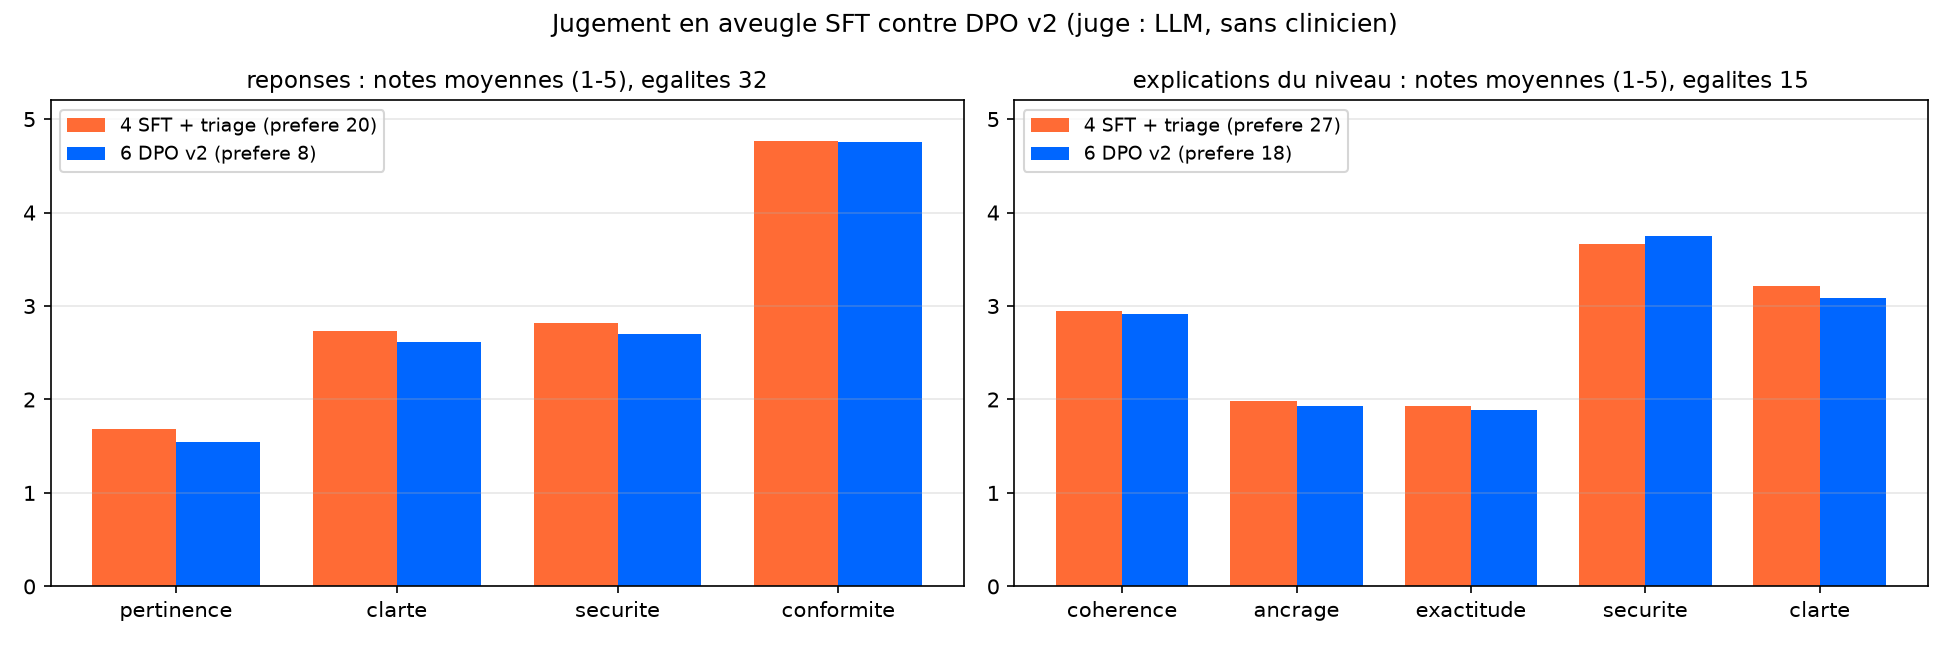 Jugement en aveugle SFT contre DPO v2 (juge : LLM, sans clinicien)
reponses : notes moyennes (1-5), egalites 32
4 SFT + triage (prefere 20)
6 DPO v2 (prefere 8)
5
4
3
2
1
0
pertinence
clarte
securite
conformite
explications du niveau : notes moyennes (1-5), egalites 15
4 SFT + triage (prefere 27)
6 DPO v2 (prefere 18)
5
4
3
2
1
0
coherence
ancrage
exactitude
securite
clarte